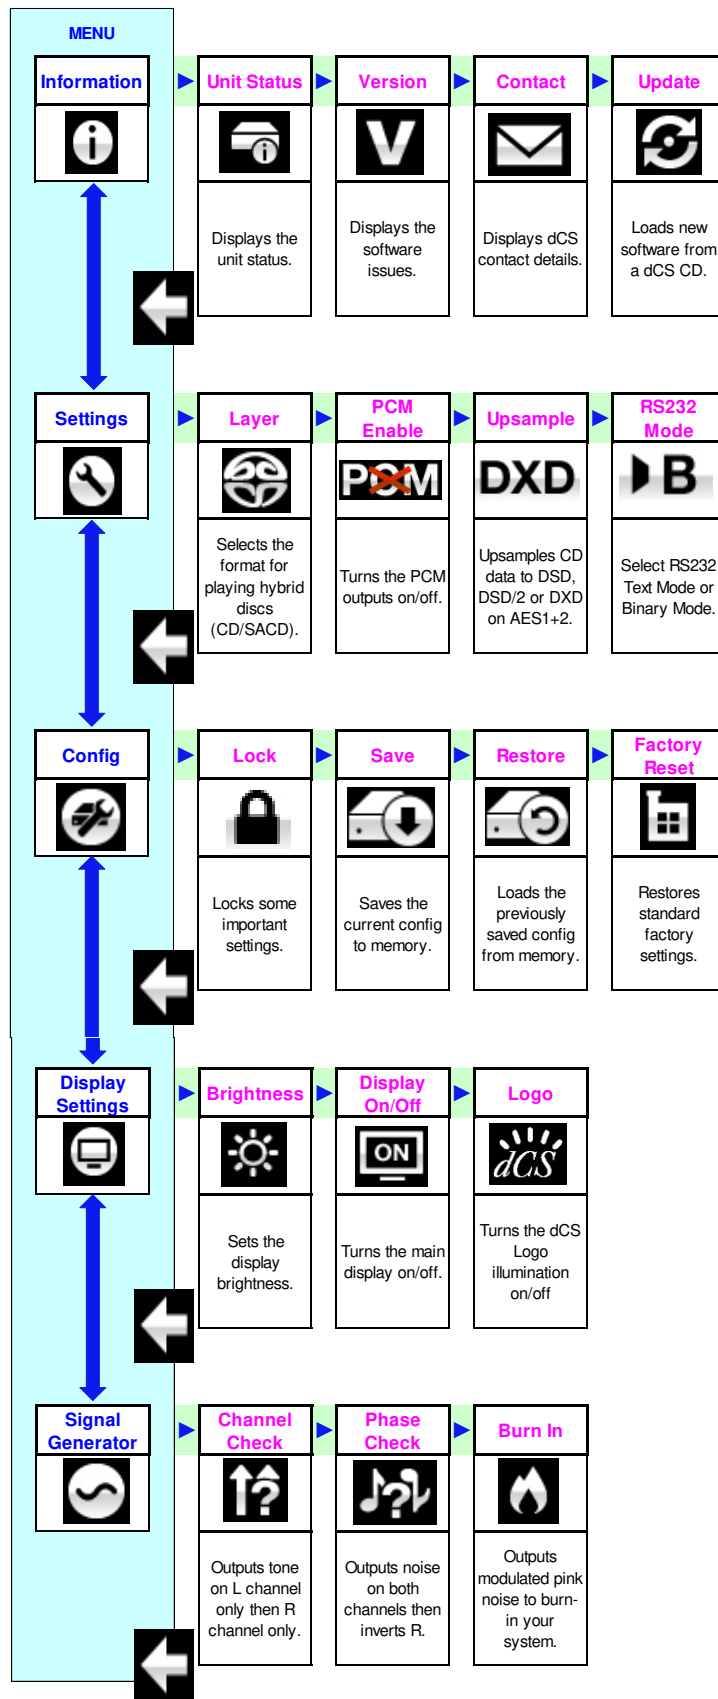 MENU
Information
Unit Status
Version
Contact
Update
V
Displays the
unit status.
Displays the
software
issues.
Displays dCS
contact details.
Loads new
software from
a dCS CD.
Settings
Layer
PCM
Enable
Upsample
RS232
Mode
PCM
DXD
B
Selects the
format for
playing hybrid
discs
(CD/SACD).
Turns the PCM
outputs on/off.
Upsamples CD
data to DSD,
DSD/2 or DXD
on AES1+2.
Select RS232
Text Mode or
Binary Mode.
Config
Lock
Save
Restore
Factory
Reset
Locks some
important
settings.
Saves the
current config
to memory.
Loads the
previously
saved config
from memory.
Restores
standard
factory
settings.
Display
Settings
Brightness
Display
On/Off
Logo
ON
dCS
Sets the
display
brightness.
Turns the main
display on/off.
Turns the dCS
Logo
illumination
on/off
Signal
Generator
Channel
Check
Phase
Check
Burn In
?
?
Outputs tone
on L channel
only then R
channel only.
Outputs noise
on both
channels then
inverts R.
Outputs
modulated pink
noise to burn-
in your
system.